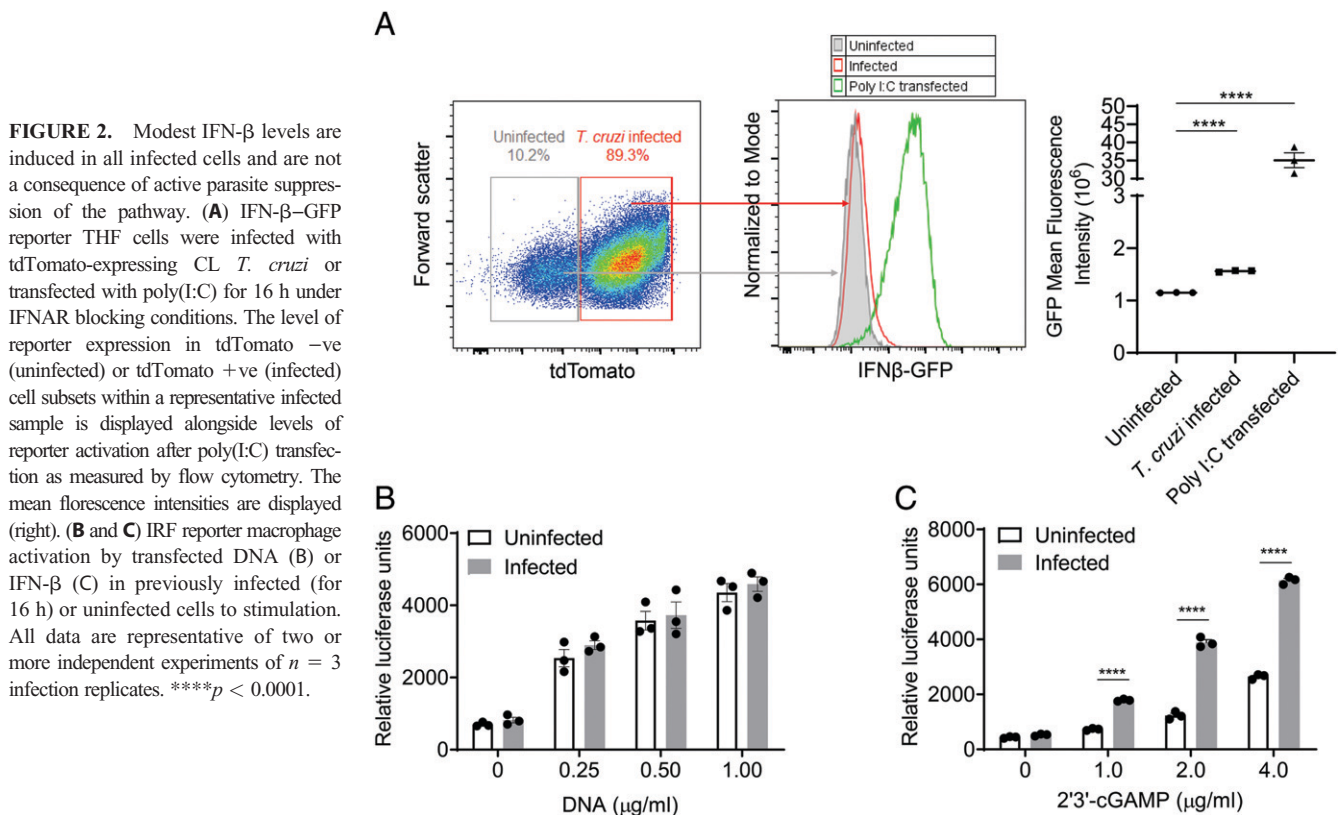 FIGURE 2. Modest IFN-β levels are
induced in all infected cells and are not
a consequence of active parasite suppres-
sion of the pathway. (A) IFN-β–GFP
reporter THF cells were infected with
tdTomato-expressing CL T. cruzi or
transfected with poly(I:C) for 16 h under
IFNAR blocking conditions. The level of
reporter expression in tdTomato −ve
(uninfected) or tdTomato +ve (infected)
cell subsets within a representative infected
sample is displayed alongside levels of
reporter activation after poly(I:C) transfec-
tion as measured by flow cytometry. The
mean florescence intensities are displayed
(right). (B and C) IRF reporter macrophage
activation by transfected DNA (B) or
IFN-β (C) in previously infected (for
16 h) or uninfected cells to stimulation.
All data are representative of two or
more independent experiments of n = 3
infection replicates. ****p < 0.0001.
A
Uninfected
Infected
Poly I:C transfected
Uninfected
10.2%
T. cruzi infected
89.3%
Forward scatter
tdTomato
Normalized to Mode
IFNβ-GFP
GFP Mean Fluorescence
Intensity (10⁶)
50
45
40
35
30
3
2
1
0
****
****
Uninfected
T. cruzi infected
Poly I:C transfected
B
Uninfected
Infected
Relative luciferase units
6000
4000
2000
0
0 0.25 0.50 1.00
DNA (μg/ml)
C
Uninfected
Infected
Relative luciferase units
8000
6000
4000
2000
0
****
****
****
0 1.0 2.0 4.0
2'3'-cGAMP (μg/ml)